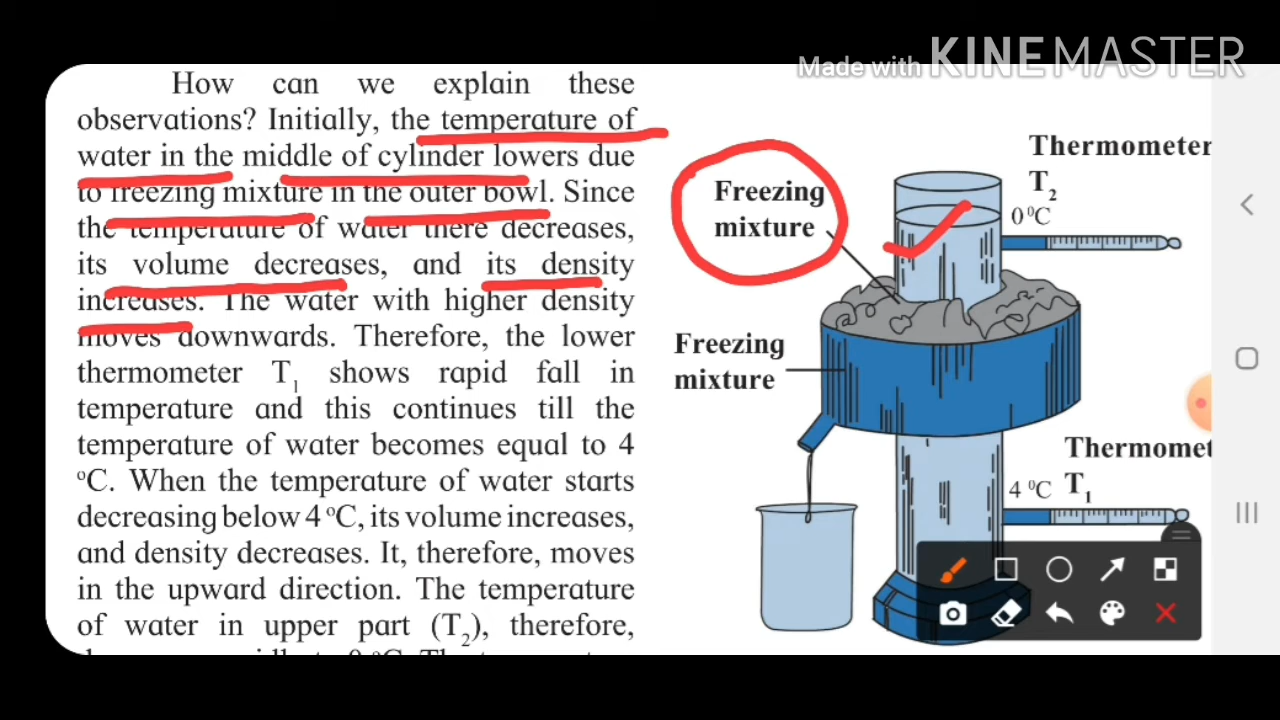 Made with KINEMASTER
How can we explain these
observations? Initially, the temperature of
water in the middle of cylinder lowers due
to freezing mixture in the outer bowl. Since
the temperature of water there decreases,
its volume decreases, and its density
increases. The water with higher density
moves downwards. Therefore, the lower
thermometer T1 shows rapid fall in
temperature and this continues till the
temperature of water becomes equal to 4
°C. When the temperature of water starts
decreasing below 4 °C, its volume increases,
and density decreases. It, therefore, moves
in the upward direction. The temperature
of water in upper part (T2), therefore,
Thermometer
T2
0°C
Freezing
mixture
Freezing
mixture
Thermomet
4 °C T1